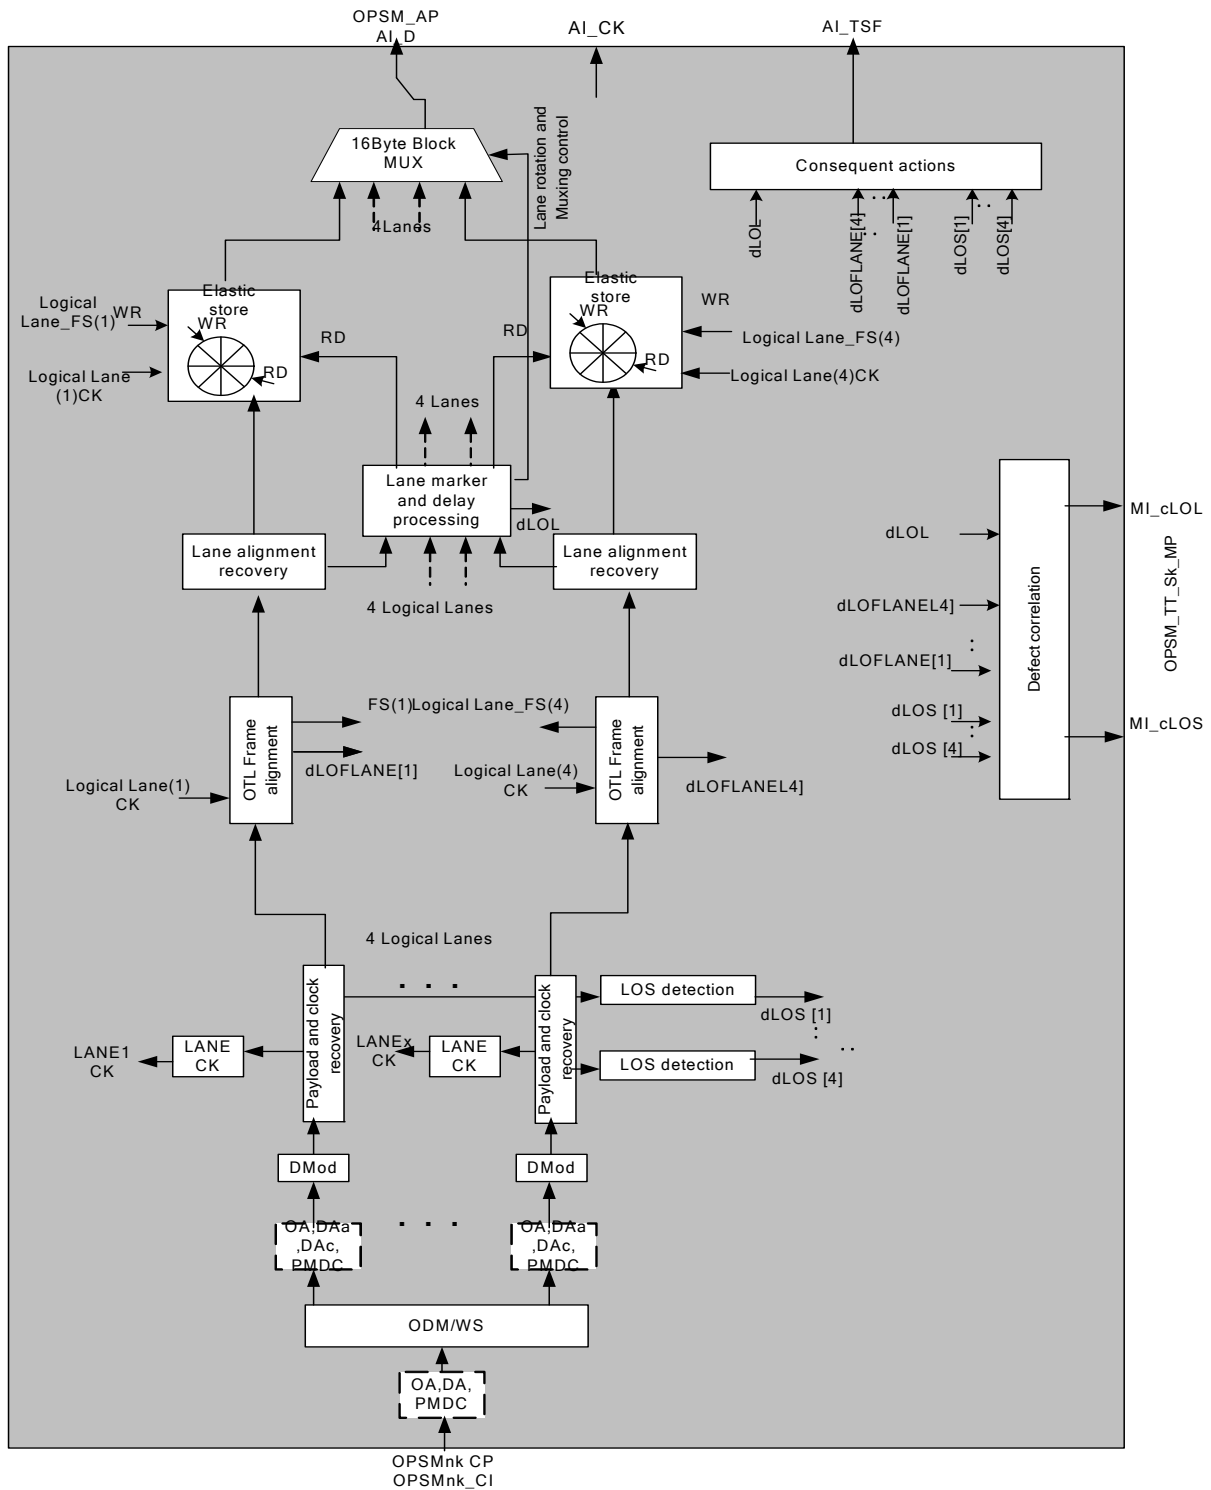 OPSM_AP
AI_D
AI_CK
AI_TSF
16Byte Block
MUX
Lane rotation and
Muxing control
Consequent actions
4Lanes
dLOL
dLOFLANE[4]
dLOFLANE[1]
dLOS[1]
dLOS[4]
Elastic
store
WR
RD
Logical
Lane_FS(1)
WR
Logical Lane
(1)CK
RD
RD
Elastic
store
WR
RD
WR
Logical Lane_FS(4)
Logical Lane(4)CK
4 Lanes
Lane marker
and delay
processing
dLOL
Lane alignment
recovery
Lane alignment
recovery
4 Logical Lanes
dLOL
dLOFLANEL4]
dLOFLANE[1]
dLOS [1]
dLOS [4]
Defect correlation
MI_cLOL
MI_cLOS
OPSM_TT_Sk_MP
OTL Frame
alignment
FS(1)Logical Lane_FS(4)
dLOFLANE[1]
Logical Lane(1)
CK
Logical Lane(4)
CK
OTL Frame
alignment
dLOFLANEL4]
4 Logical Lanes
Payload and clock
recovery
Payload and clock
recovery
LOS detection
dLOS [1]
LOS detection
dLOS [4]
LANE1
CK
LANE
CK
LANEx
CK
LANE
CK
DMod
DMod
OA,DAa
,DAc,
PMDC
OA,DAa
,DAc,
PMDC
ODM/WS
OA,DA,
PMDC
OPSMnk CP
OPSMnk_CI